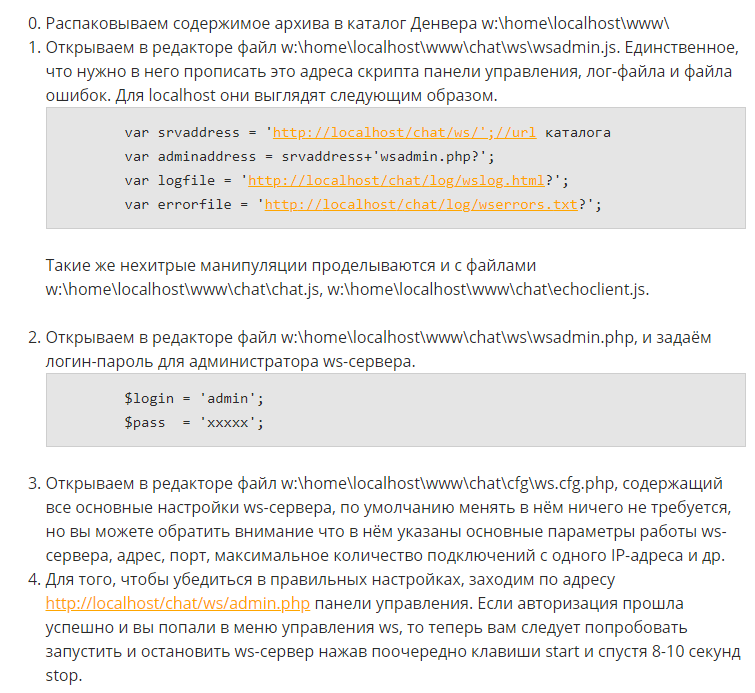 0. Распаковываем содержимое архива в каталог Денвера w:\home\localhost\www\
1. Открываем в редакторе файл w:\home\localhost\www\chat\ws\wsadmin.js. Единственное,
что нужно в него прописать это адреса скрипта панели управления, лог-файла и файла
ошибок. Для localhost они выглядят следующим образом.
var srvaddress = 'http://localhost/chat/ws/';//url каталога
var adminaddress = srvaddress+'wsadmin.php?';
var logfile = 'http://localhost/chat/log/wslog.html?';
var errorfile = 'http://localhost/chat/log/wserrors.txt?';
Такие же нехитрые манипуляции проделываются и с файлами
w:\home\localhost\www\chat\chat.js, w:\home\localhost\www\chat\echoclient.js.
2. Открываем в редакторе файл w:\home\localhost\www\chat\ws\wsadmin.php, и задаём
логин-пароль для администратора ws-сервера.
$login = 'admin';
$pass  = 'xxxxx';
3. Открываем в редакторе файл w:\home\localhost\www\chat\cfg\ws.cfg.php, содержащий
все основные настройки ws-сервера, по умолчанию менять в нём ничего не требуется,
но вы можете обратить внимание что в нём указаны основные параметры работы ws-
сервера, адрес, порт, максимальное количество подключений с одного IP-адреса и др.
4. Для того, чтобы убедиться в правильных настройках, заходим по адресу
http://localhost/chat/ws/admin.php панели управления. Если авторизация прошла
успешно и вы попали в меню управления ws, то теперь вам следует попробовать
запустить и остановить ws-сервер нажав поочередно клавиши start и спустя 8-10 секунд
stop.